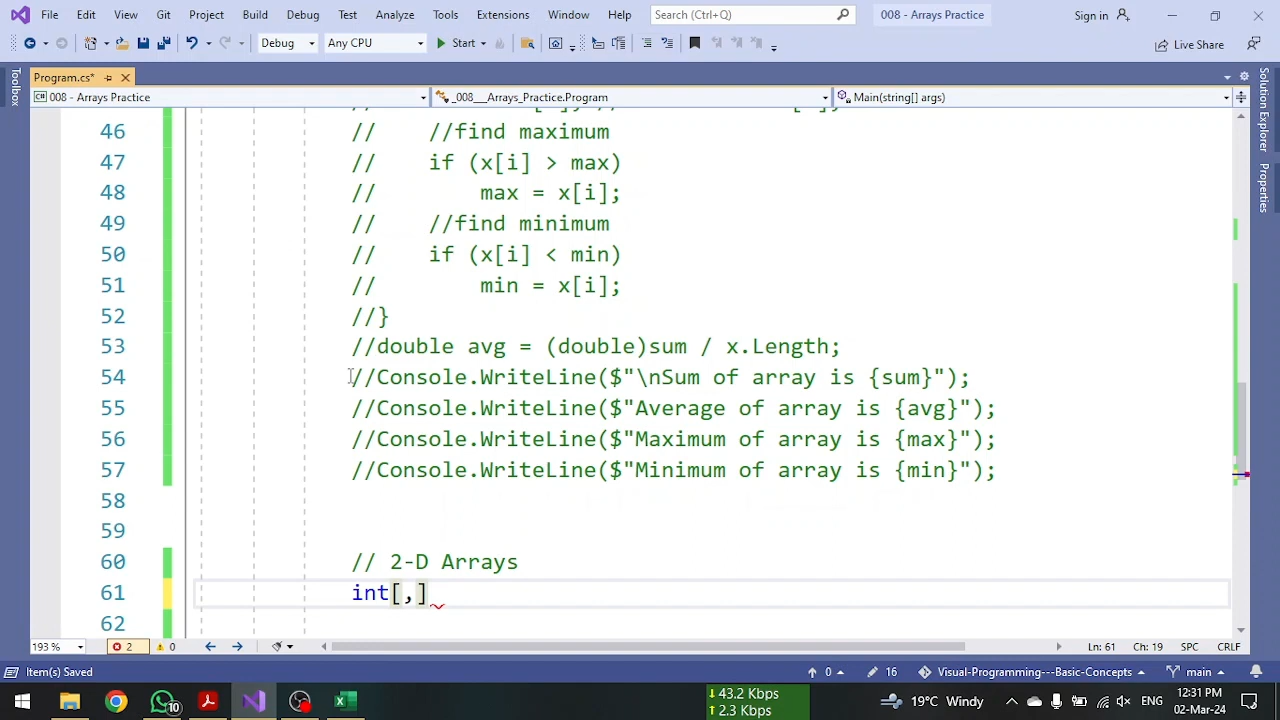 File Edit View Git Project Build Debug Test Analyze Tools Extensions Window Help Search (Ctrl+Q) 008 - Arrays Practice Sign in
Debug Any CPU Start Live Share
Program.cs*
008 - Arrays Practice _008___Arrays_Practice.Program Main(string[] args)
Toolbox
Solution Explorer
Properties
46 // //find maximum
47 // if (x[i] > max)
48 // max = x[i];
49 // //find minimum
50 // if (x[i] < min)
51 // min = x[i];
52 //}
53 //double avg = (double)sum / x.Length;
54 //Console.WriteLine($"\nSum of array is {sum}");
55 //Console.WriteLine($"Average of array is {avg}");
56 //Console.WriteLine($"Maximum of array is {max}");
57 //Console.WriteLine($"Minimum of array is {min}");
58
59
60 // 2-D Arrays
61 int[,]
62
193 % 2 0 Ln: 61 Ch: 19 SPC CRLF
Item(s) Saved 0 16 Visual-Programming---Basic-Concepts main
10 ↓ 43.2 Kbps 19°C Windy ENG 12:31 PM
↑ 2.3 Kbps 02-Mar-24